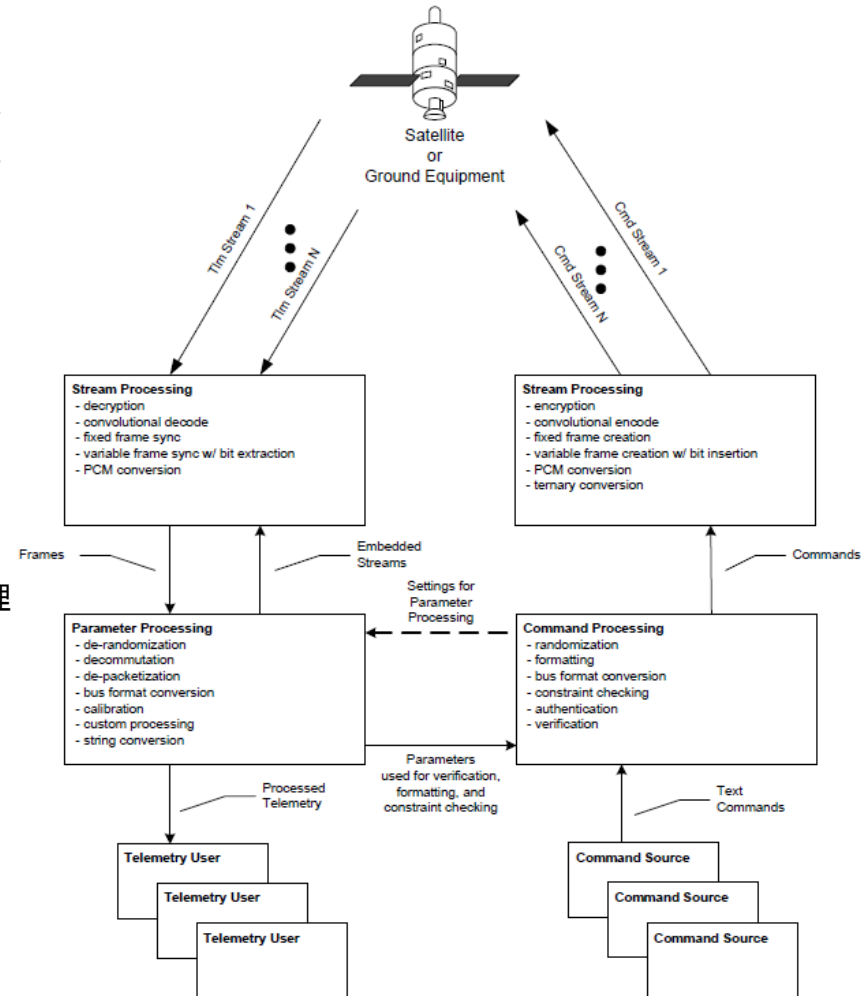 Satellite
or
Ground Equipment
Tlm Stream 1
Tlm Stream N
Cmd Stream N
Cmd Stream 1
Stream Processing
- decryption
- convolutional decode
- fixed frame sync
- variable frame sync w/ bit extraction
- PCM conversion
Stream Processing
- encryption
- convolutional encode
- fixed frame creation
- variable frame creation w/ bit insertion
- PCM conversion
- ternary conversion
Frames
Embedded
Streams
Commands
理
Settings for
Parameter
Processing
Parameter Processing
- de-randomization
- decommutation
- de-packetization
- bus format conversion
- calibration
- custom processing
- string conversion
Command Processing
- randomization
- formatting
- bus format conversion
- constraint checking
- authentication
- verification
Parameters
used for verification,
formatting, and
constraint checking
Processed
Telemetry
Text
Commands
Telemetry User
Telemetry User
Telemetry User
Command Source
Command Source
Command Source